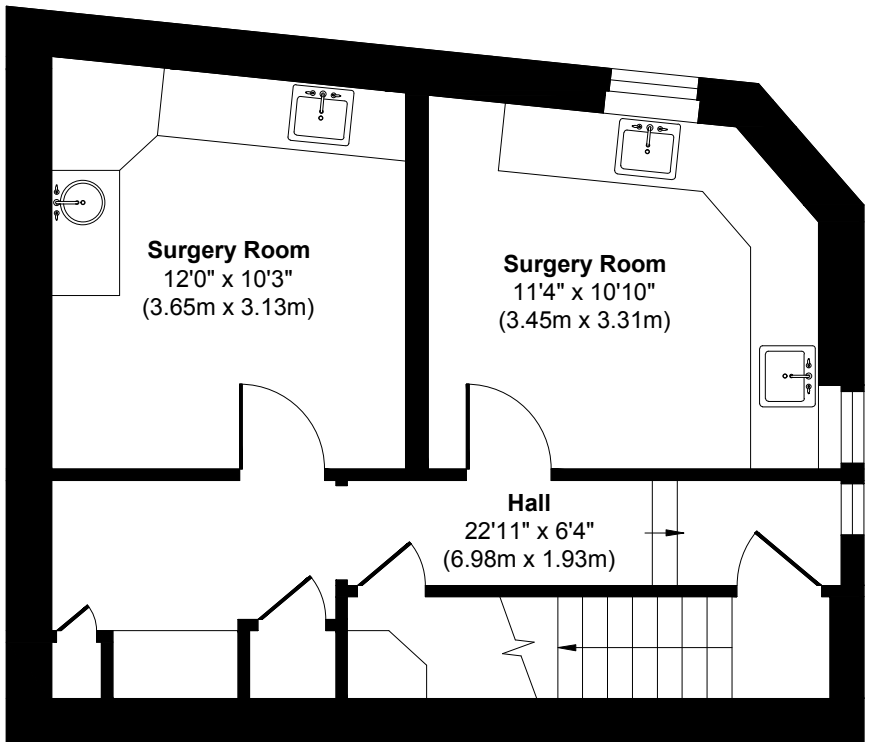 Surgery Room
12'0" x 10'3"
(3.65m x 3.13m)
Surgery Room
11'4" x 10'10"
(3.45m x 3.31m)
Hall
22'11" x 6'4"
(6.98m x 1.93m)